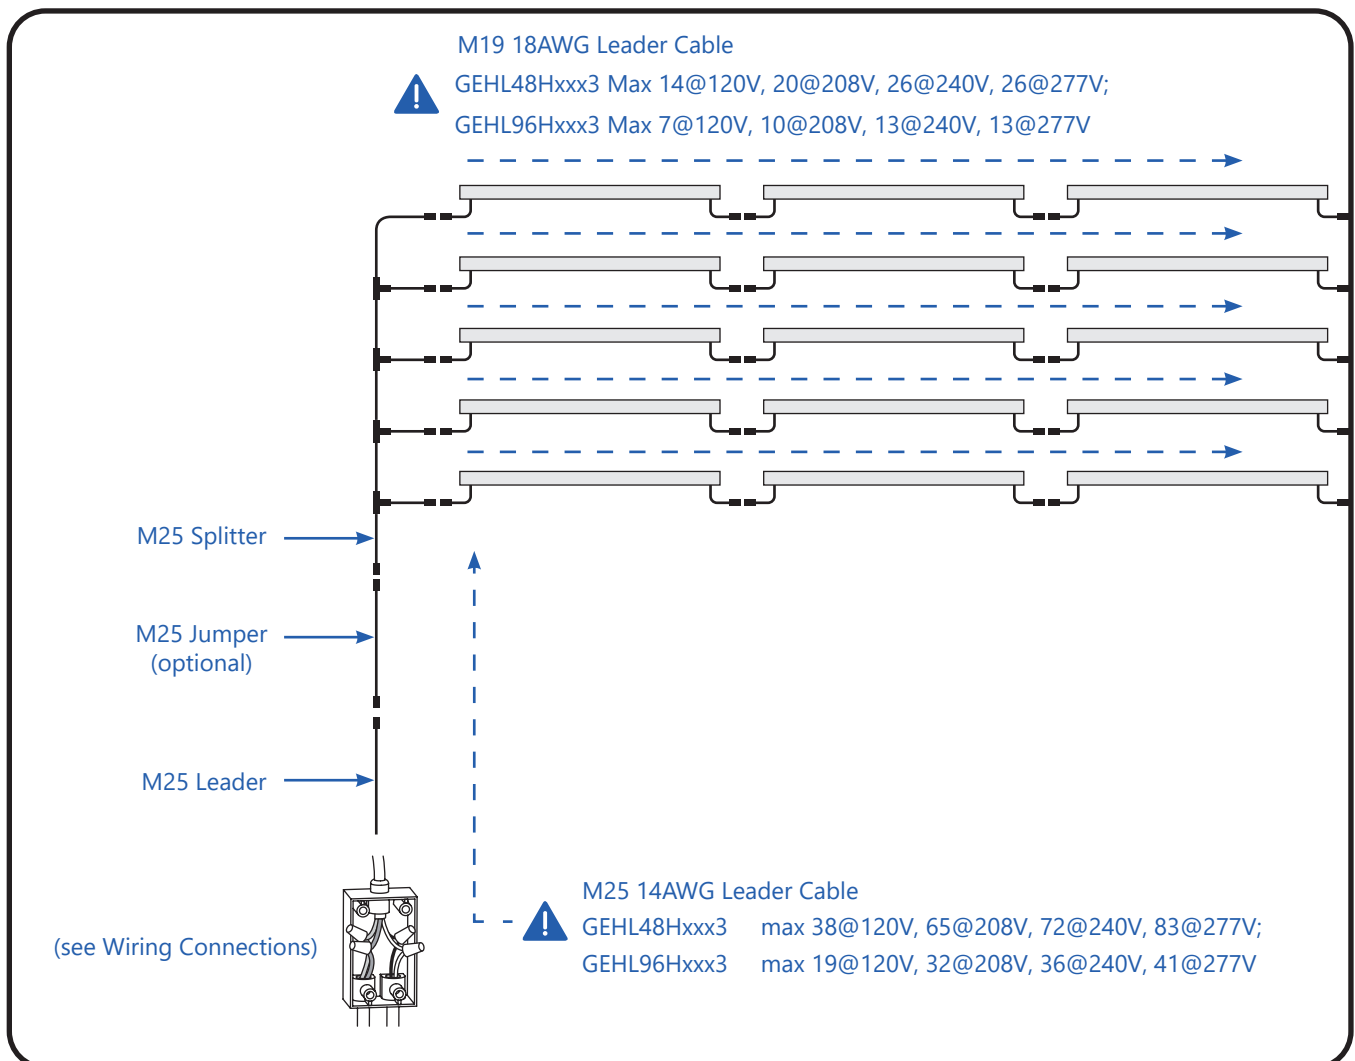 M19 18AWG Leader Cable
GEHL48Hxxx3 Max 14@120V, 20@208V, 26@240V, 26@277V;
GEHL96Hxxx3 Max 7@120V, 10@208V, 13@240V, 13@277V
M25 Splitter
M25 Jumper
(optional)
M25 Leader
(see Wiring Connections)
M25 14AWG Leader Cable
GEHL48Hxxx3 max 38@120V, 65@208V, 72@240V, 83@277V;
GEHL96Hxxx3 max 19@120V, 32@208V, 36@240V, 41@277V